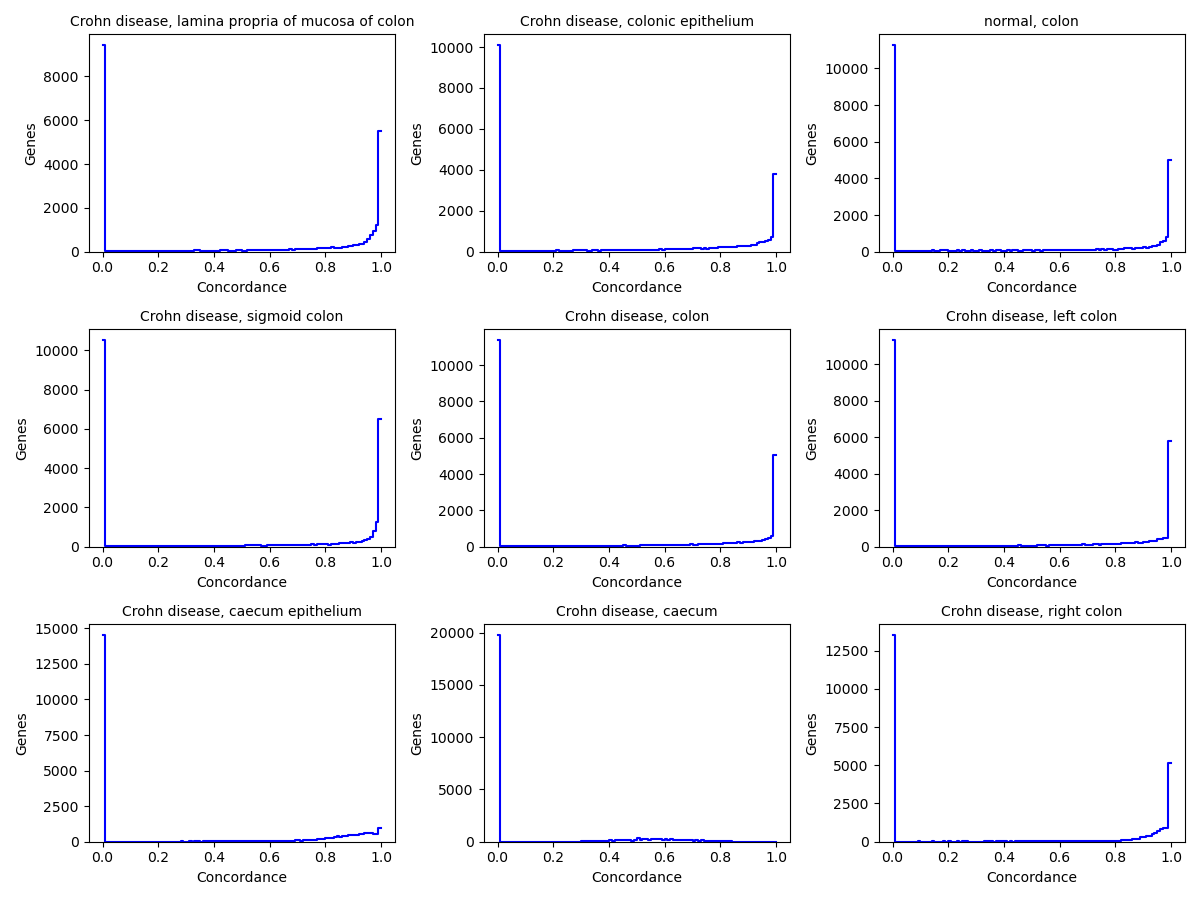 Crohn disease, lamina propria of mucosa of colon
Genes
8000
6000
4000
2000
0
0.0 0.2 0.4 0.6 0.8 1.0
Concordance
Crohn disease, colonic epithelium
Genes
10000
8000
6000
4000
2000
0
0.0 0.2 0.4 0.6 0.8 1.0
Concordance
normal, colon
Genes
10000
8000
6000
4000
2000
0
0.0 0.2 0.4 0.6 0.8 1.0
Concordance
Crohn disease, sigmoid colon
Genes
10000
8000
6000
4000
2000
0
0.0 0.2 0.4 0.6 0.8 1.0
Concordance
Crohn disease, colon
Genes
10000
8000
6000
4000
2000
0
0.0 0.2 0.4 0.6 0.8 1.0
Concordance
Crohn disease, left colon
Genes
10000
8000
6000
4000
2000
0
0.0 0.2 0.4 0.6 0.8 1.0
Concordance
Crohn disease, caecum epithelium
Genes
15000
12500
10000
7500
5000
2500
0
0.0 0.2 0.4 0.6 0.8 1.0
Concordance
Crohn disease, caecum
Genes
20000
15000
10000
5000
0
0.0 0.2 0.4 0.6 0.8 1.0
Concordance
Crohn disease, right colon
Genes
12500
10000
7500
5000
2500
0
0.0 0.2 0.4 0.6 0.8 1.0
Concordance